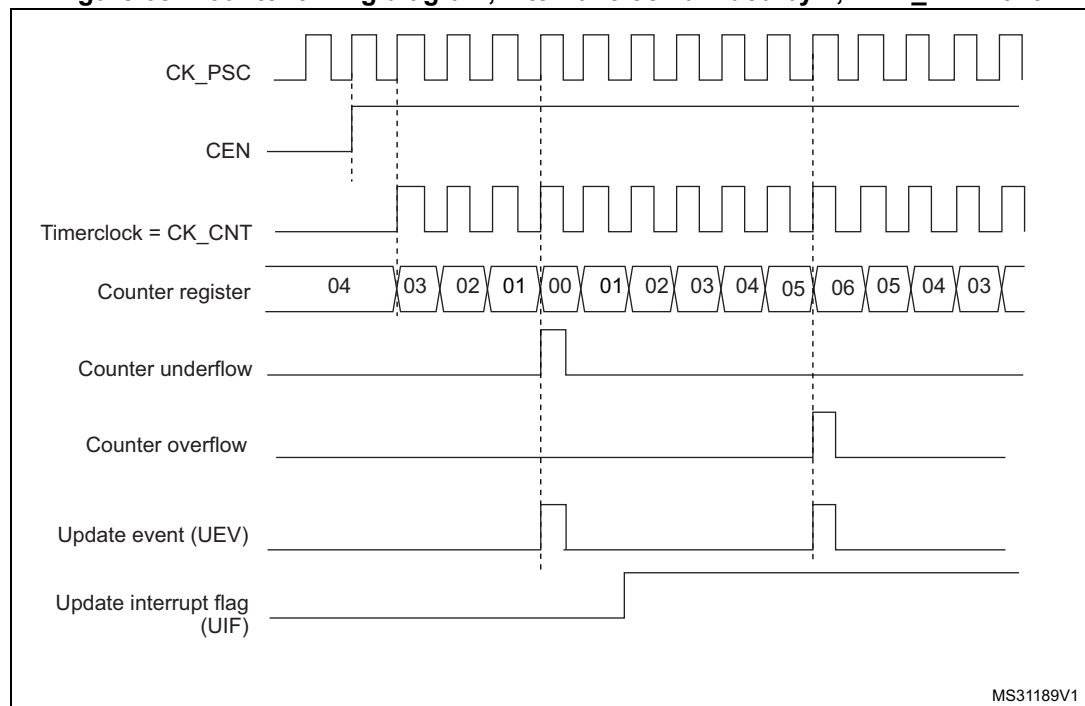 CK_PSC
CEN
Timerclock = CK_CNT
Counter register 04 03 02 01 00 01 02 03 04 05 06 05 04 03
Counter underflow
Counter overflow
Update event (UEV)
Update interrupt flag
(UIF)
MS31189V1